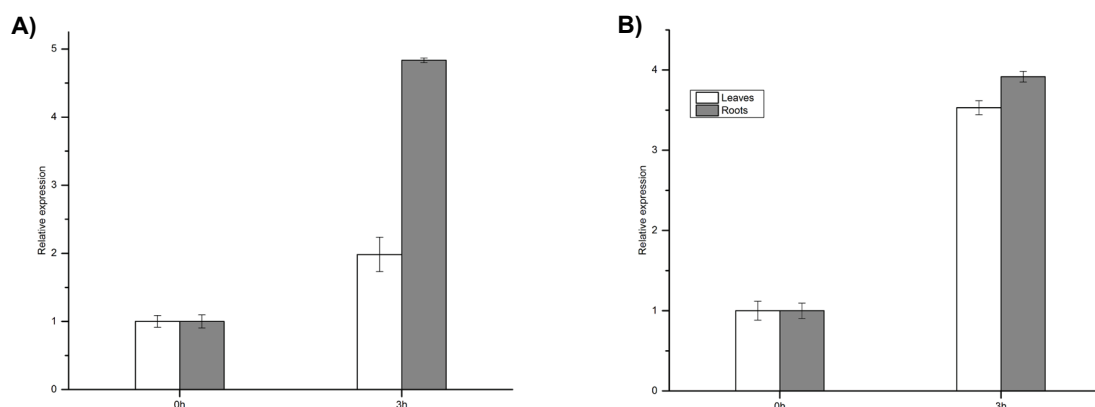 A)
Relative expression
5
4
3
2
1
0
0h
3h
B)
Relative expression
4
3
2
1
0
Leaves
Roots
0h
3h